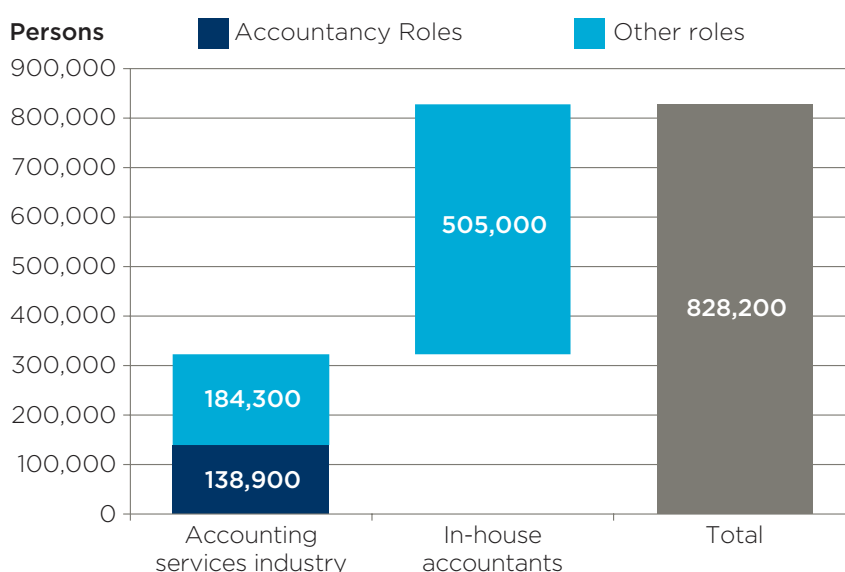 Persons
Accountancy Roles
Other roles
900,000
800,000
700,000
600,000
500,000
400,000
300,000
200,000
100,000
0
184,300
138,900
505,000
828,200
Accounting
services industry
In-house
accountants
Total